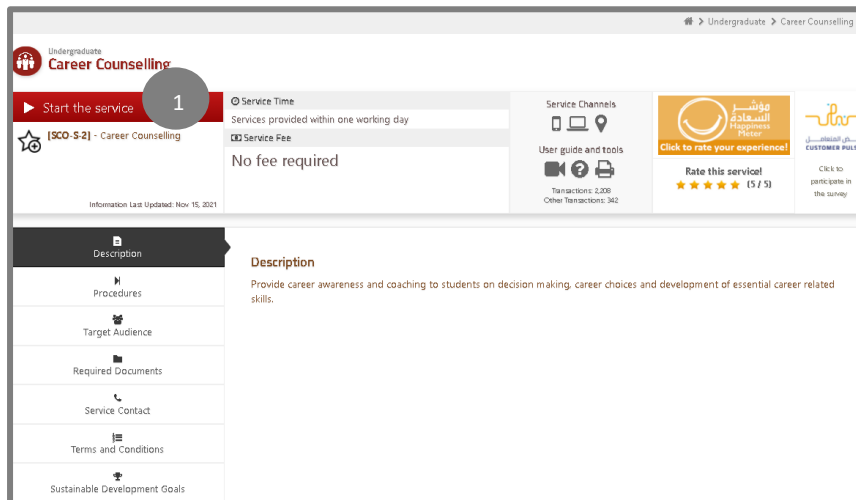 Undergraduate > Career Counselling
Undergraduate
Career Counselling
Start the service
1
[SCO-S-2] - Career Counselling
Information Last Updated: Nov 15, 2021
Service Time
Services provided within one working day
Service Fee
No fee required
Service Channels
User guide and tools
Transactions: 2,208
Other Transactions: 342
مؤشر
السعادة
Happiness
Meter
Click to rate your experience!
Rate this service!
(5 / 5)
CUSTOMER PULS
Click to
participate in
the survey
Description
Procedures
Target Audience
Required Documents
Service Contact
Terms and Conditions
Sustainable Development Goals
Description
Provide career awareness and coaching to students on decision making, career choices and development of essential career related
skills.